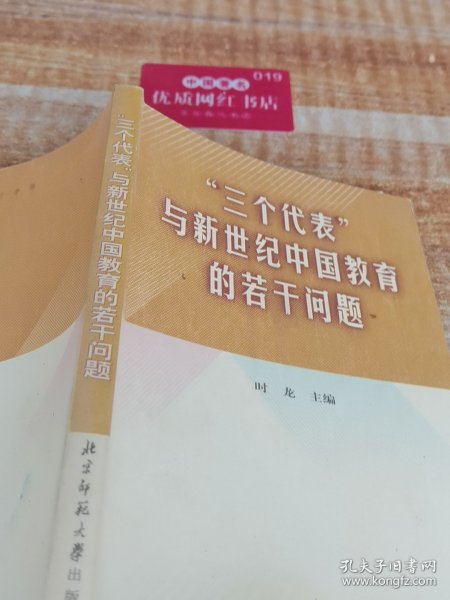 中国著名
019
优质网红书店
“三个代表”
与新世纪中国教育
的若干问题
时龙 主编
“三个代表”与新世纪中国教育的若干问题
北京师范大学出版
孔夫子旧书网
www.kongfz.com